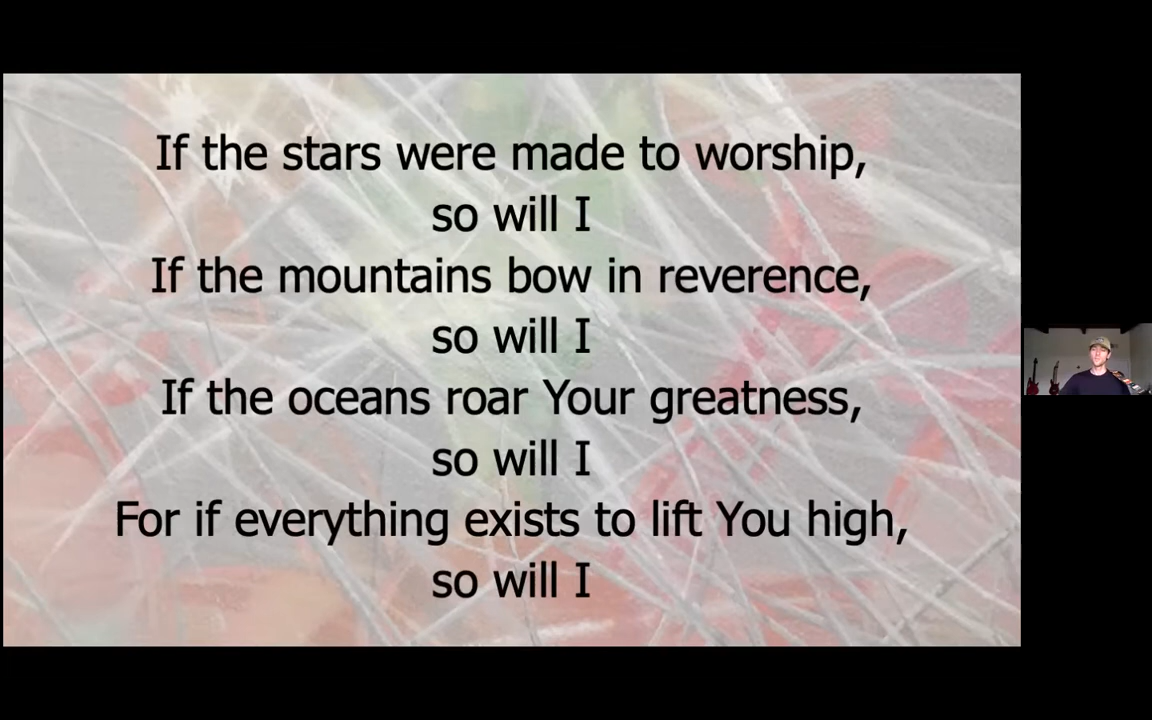 If the stars were made to worship,
so will I
If the mountains bow in reverence,
so will I
If the oceans roar Your greatness,
so will I
For if everything exists to lift You high,
so will I